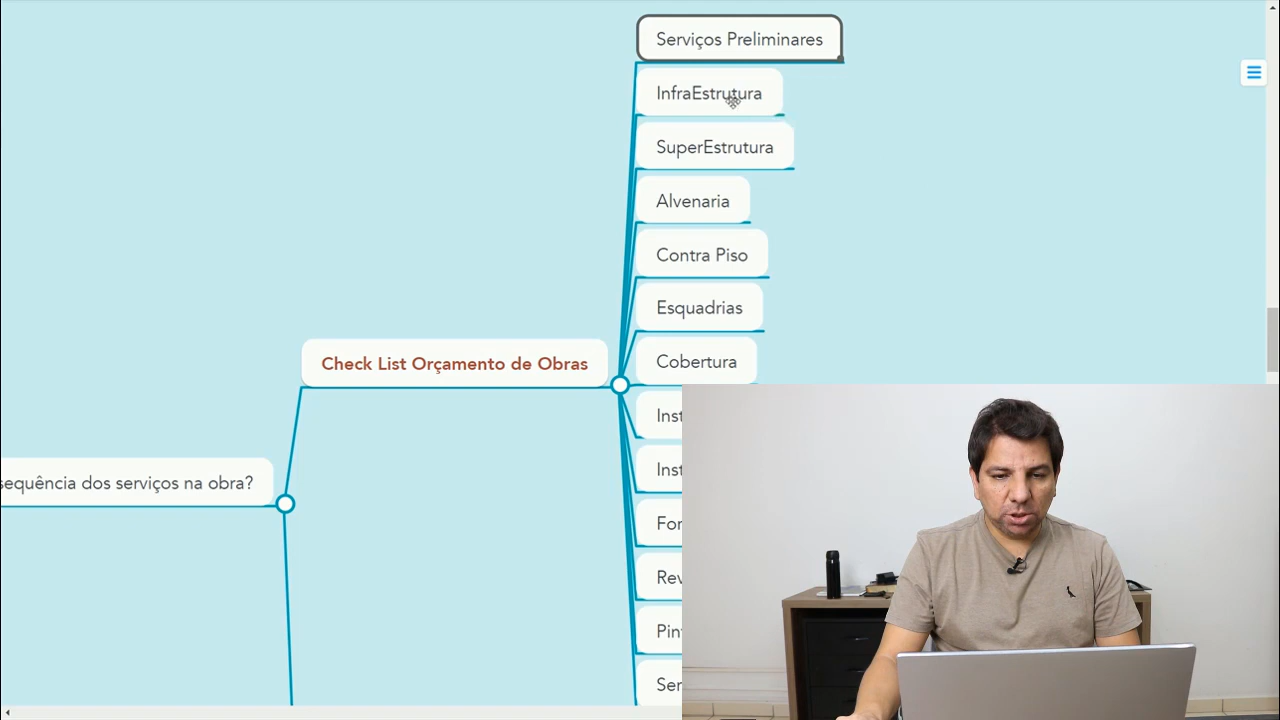 Serviços Preliminares
InfraEstrutura
SuperEstrutura
Alvenaria
Contra Piso
Esquadrias
Check List Orçamento de Obras
Cobertura
sequência dos serviços na obra?